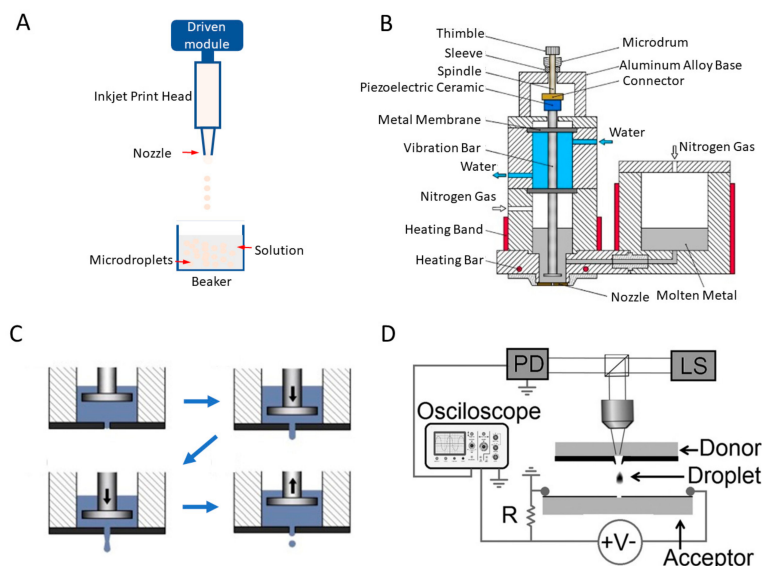 A
Driven
module
Inkjet Print Head
Nozzle
Solution
Microdroplets
Beaker
B
Thimble
Sleeve
Spindle
Piezoelectric Ceramic
Metal Membrane
Vibration Bar
Water
Nitrogen Gas
Heating Band
Heating Bar
Microdrum
Aluminum Alloy Base
Connector
Water
Nitrogen Gas
Nozzle
Molten Metal
C
D
PD
LS
Osciloscope
Donor
Droplet
R
+V-
Acceptor